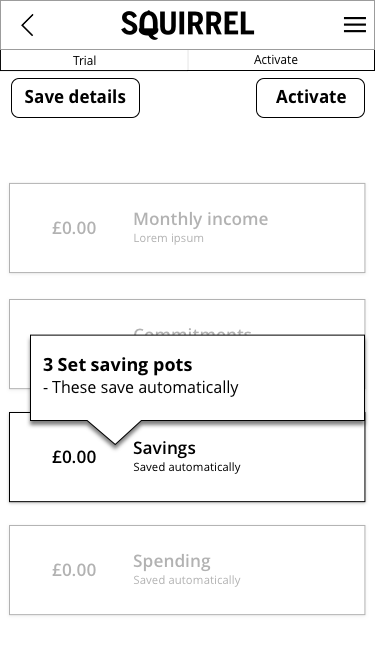 SQUIRREL
Trial
Activate
Save details
Activate
£0.00
Monthly income
Lorem ipsum
Commitments
3 Set saving pots
- These save automatically
£0.00
Savings
Saved automatically
£0.00
Spending
Saved automatically